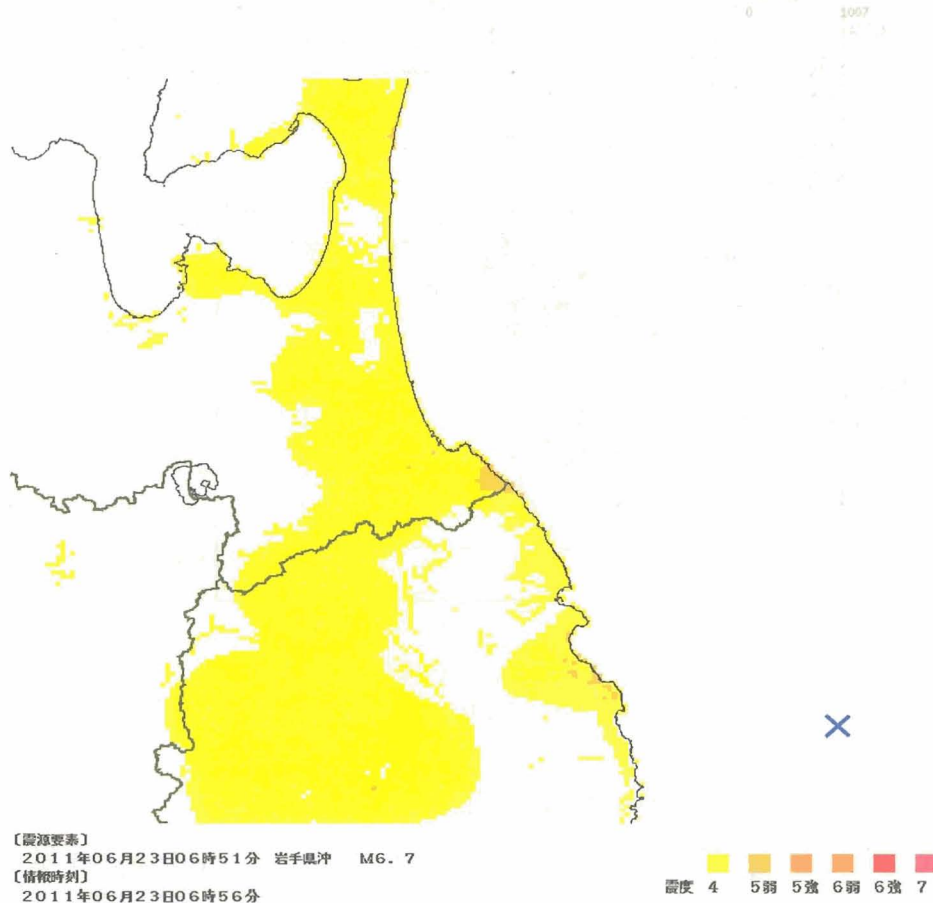 0 1007
〔震源要素〕
2011年06月23日06時51分 岩手県沖 M6.7
〔情報時刻〕
2011年06月23日06時56分
震度 4 5弱 5強 6弱 6強 7